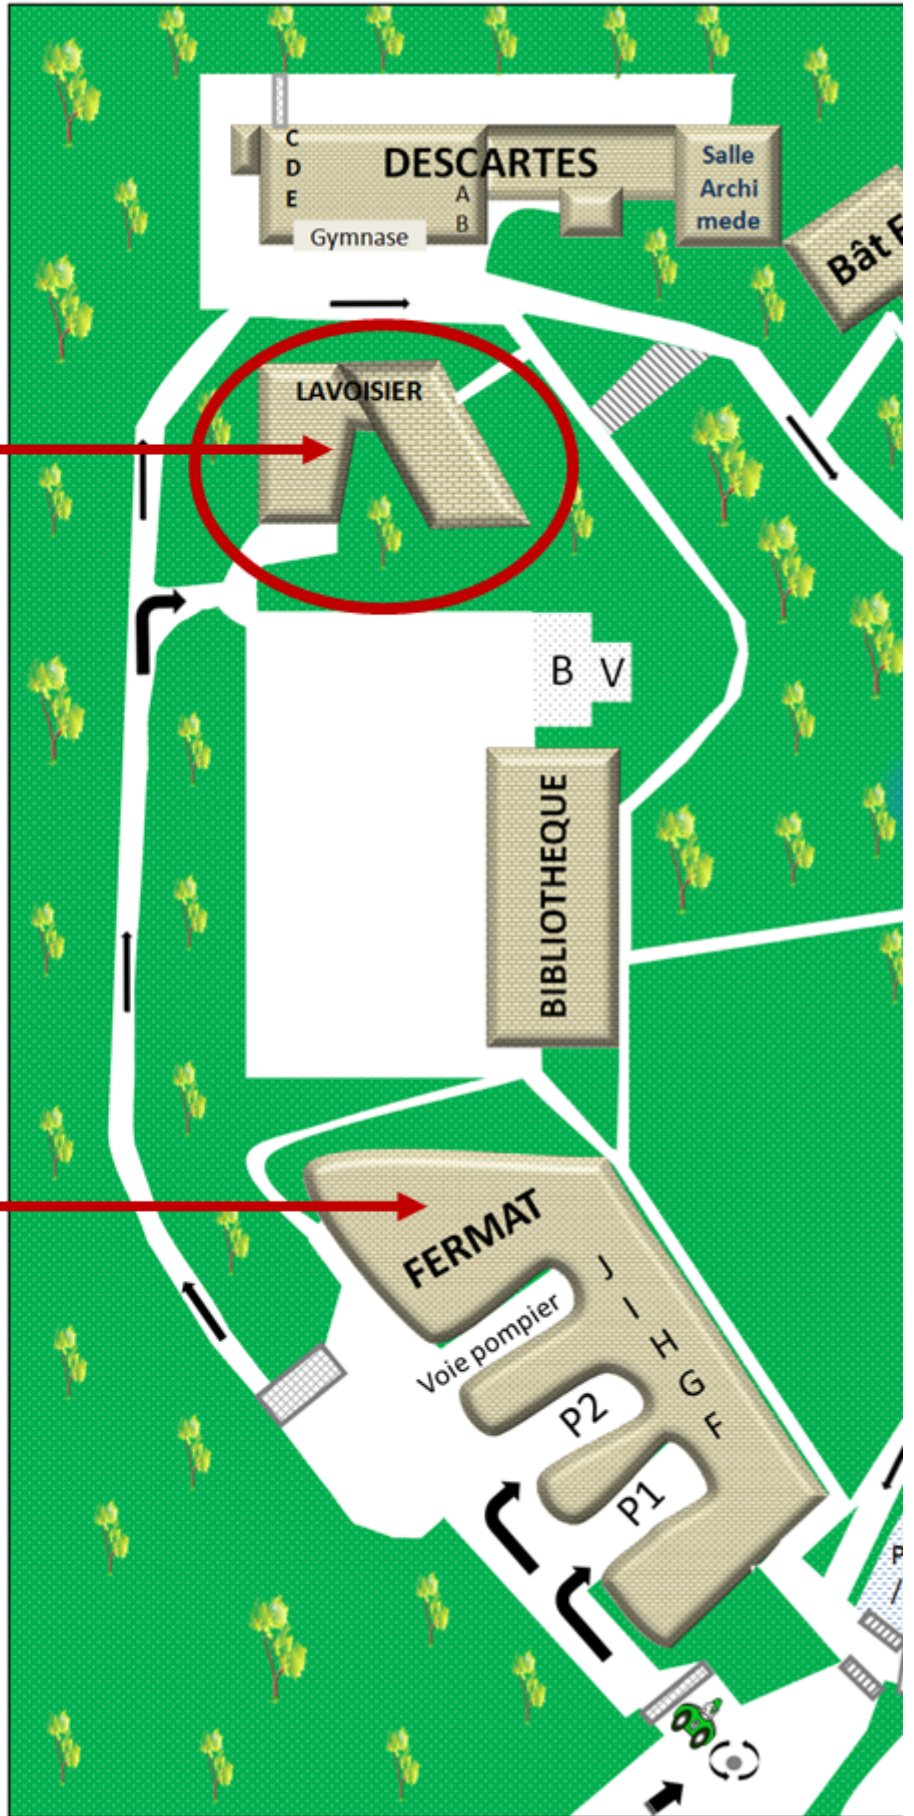 C
D
E
DESCARTES
A
B
Gymnase
Salle
Archi
mede
Bât E
LAVOISIER
B V
BIBLIOTHEQUE
FERMAT
J
I
H
G
F
Voie pompier
P2
P1
P
/